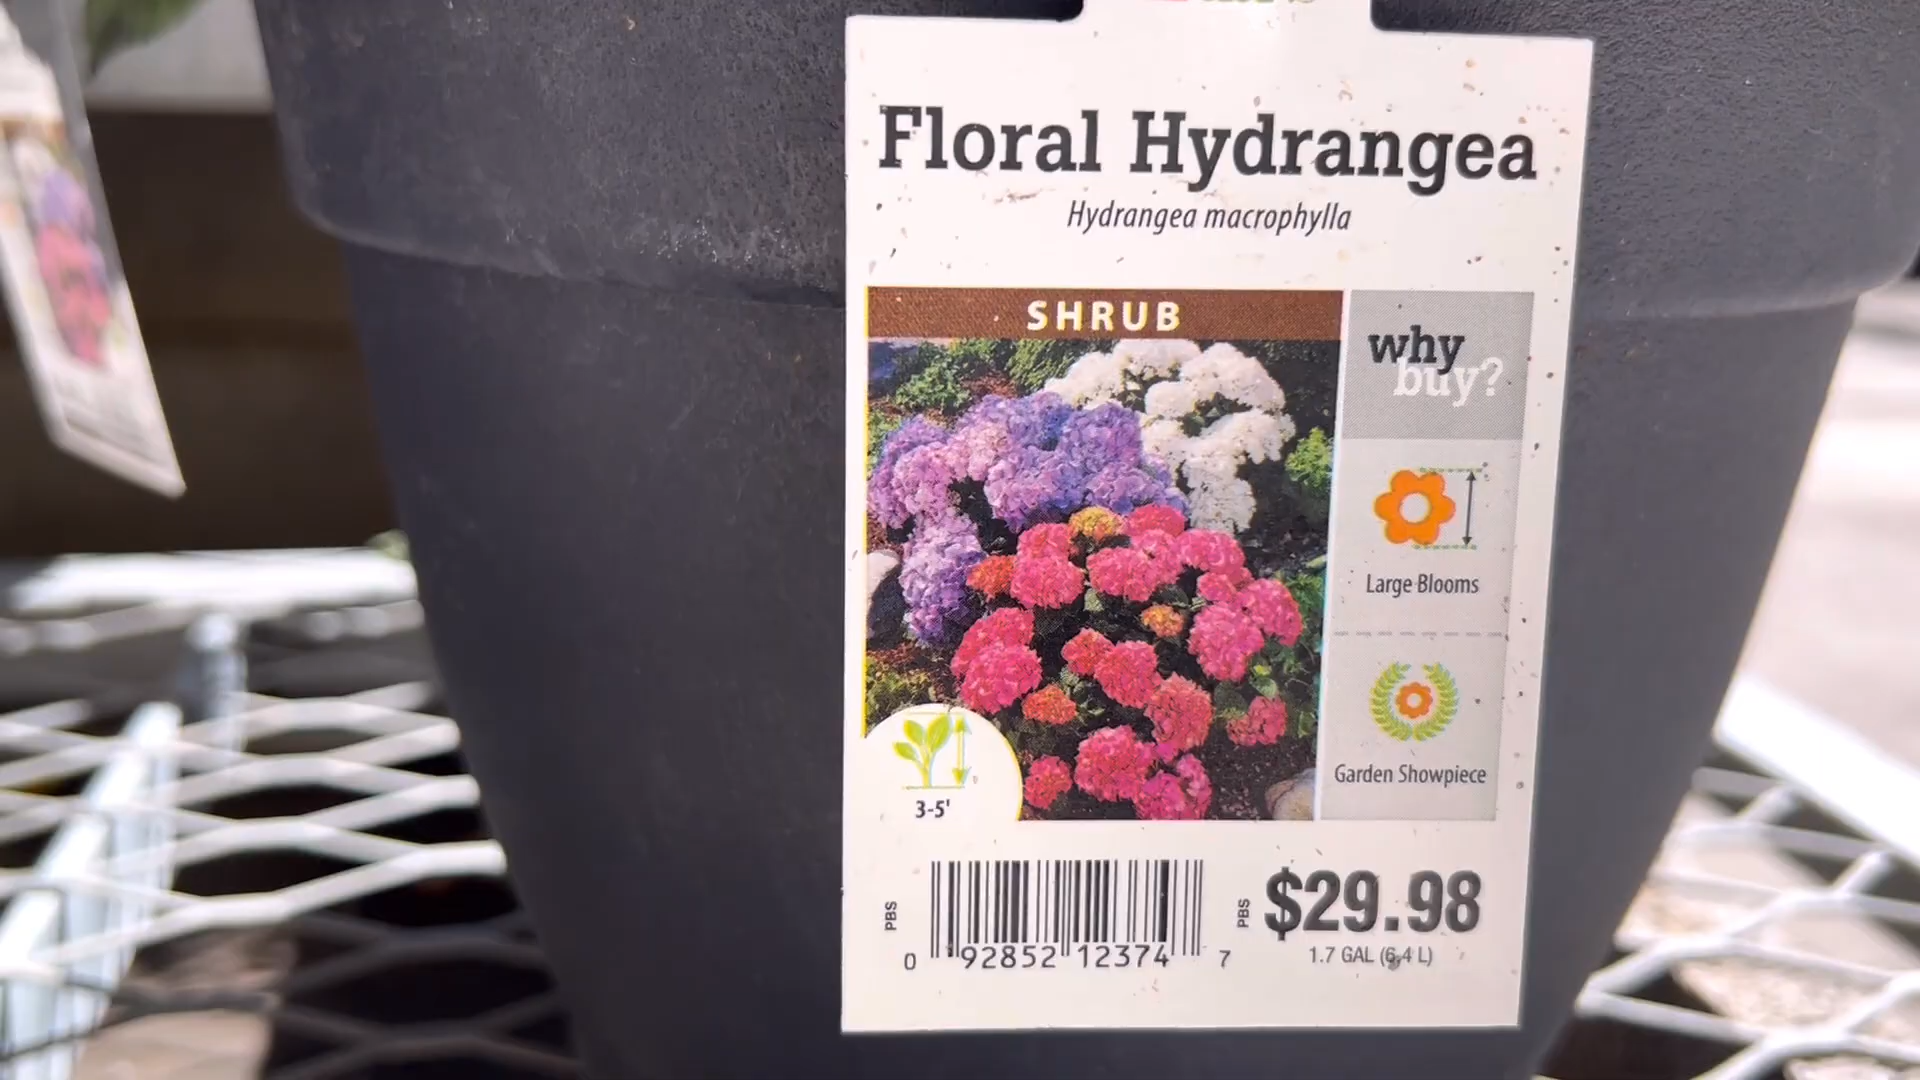 Floral Hydrangea
Hydrangea macrophylla
SHRUB
why
buy?
Large Blooms
Garden Showpiece
3-5'
PBS
0 92852 12374 7
PBS
$29.98
1.7 GAL (6.4 L)